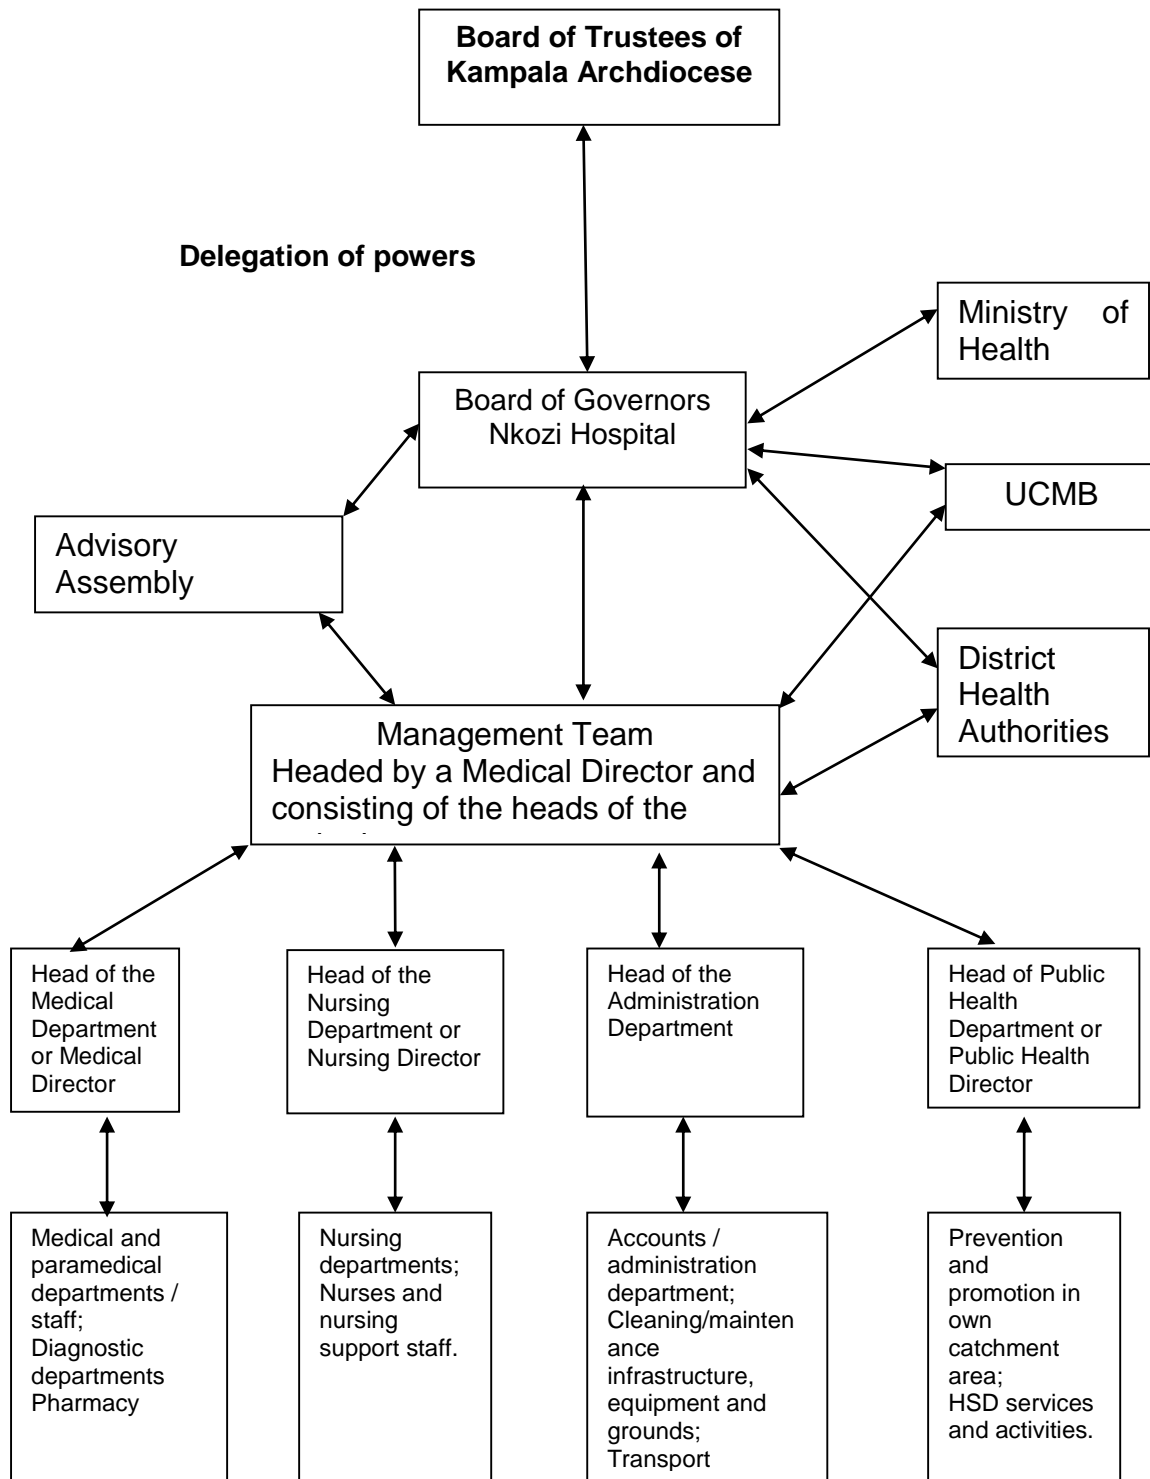 Board of Trustees of
Kampala Archdiocese
Delegation of powers
Ministry of
Health
Board of Governors
Nkozi Hospital
UCMB
Advisory
Assembly
District
Health
Authorities
Management Team
Headed by a Medical Director and
consisting of the heads of the
Head of the
Medical
Department
or Medical
Director
Head of the
Nursing
Department or
Nursing Director
Head of the
Administration
Department
Head of Public
Health
Department or
Public Health
Director
Medical and
paramedical
departments /
staff;
Diagnostic
departments
Pharmacy
Nursing
departments;
Nurses and
nursing
support staff.
Accounts /
administration
department;
Cleaning/mainten
ance
infrastructure,
equipment and
grounds;
Transport
Prevention
and
promotion in
own
catchment
area;
HSD services
and activities.